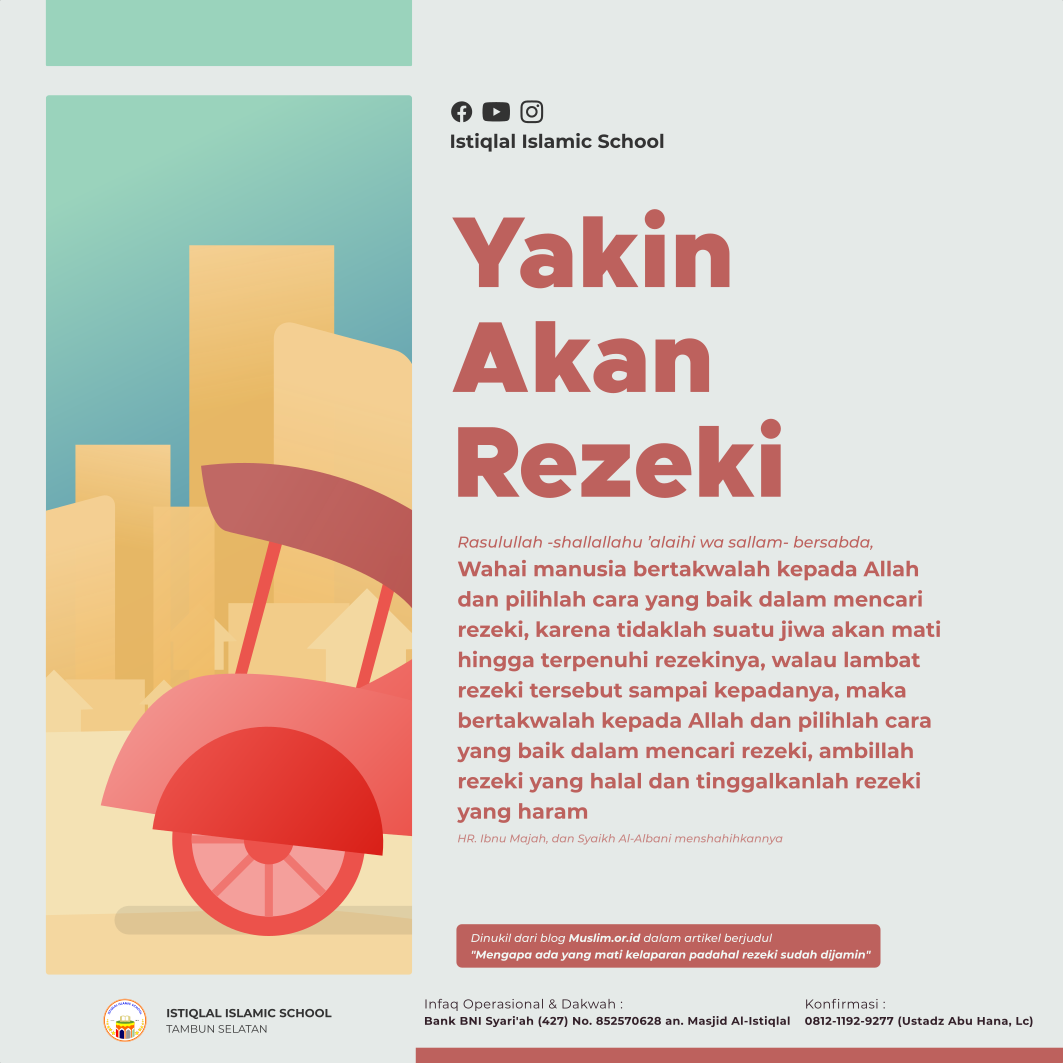 Istiqlal Islamic School
Yakin
Akan
Rezeki
Rasulullah -shallallahu ’alaihi wa sallam- bersabda,
Wahai manusia bertakwalah kepada Allah
dan pilihlah cara yang baik dalam mencari
rezeki, karena tidaklah suatu jiwa akan mati
hingga terpenuhi rezekinya, walau lambat
rezeki tersebut sampai kepadanya, maka
bertakwalah kepada Allah dan pilihlah cara
yang baik dalam mencari rezeki, ambillah
rezeki yang halal dan tinggalkanlah rezeki
yang haram
HR. Ibnu Majah, dan Syaikh Al-Albani menshahihkannya
Dinukil dari blog Muslim.or.id dalam artikel berjudul
"Mengapa ada yang mati kelaparan padahal rezeki sudah dijamin"
ISTIQLAL ISLAMIC SCHOOL
TAMBUN SELATAN
Infaq Operasional & Dakwah :
Bank BNI Syari'ah (427) No. 852570628 an. Masjid Al-Istiqlal
Konfirmasi :
0812-1192-9277 (Ustadz Abu Hana, Lc)